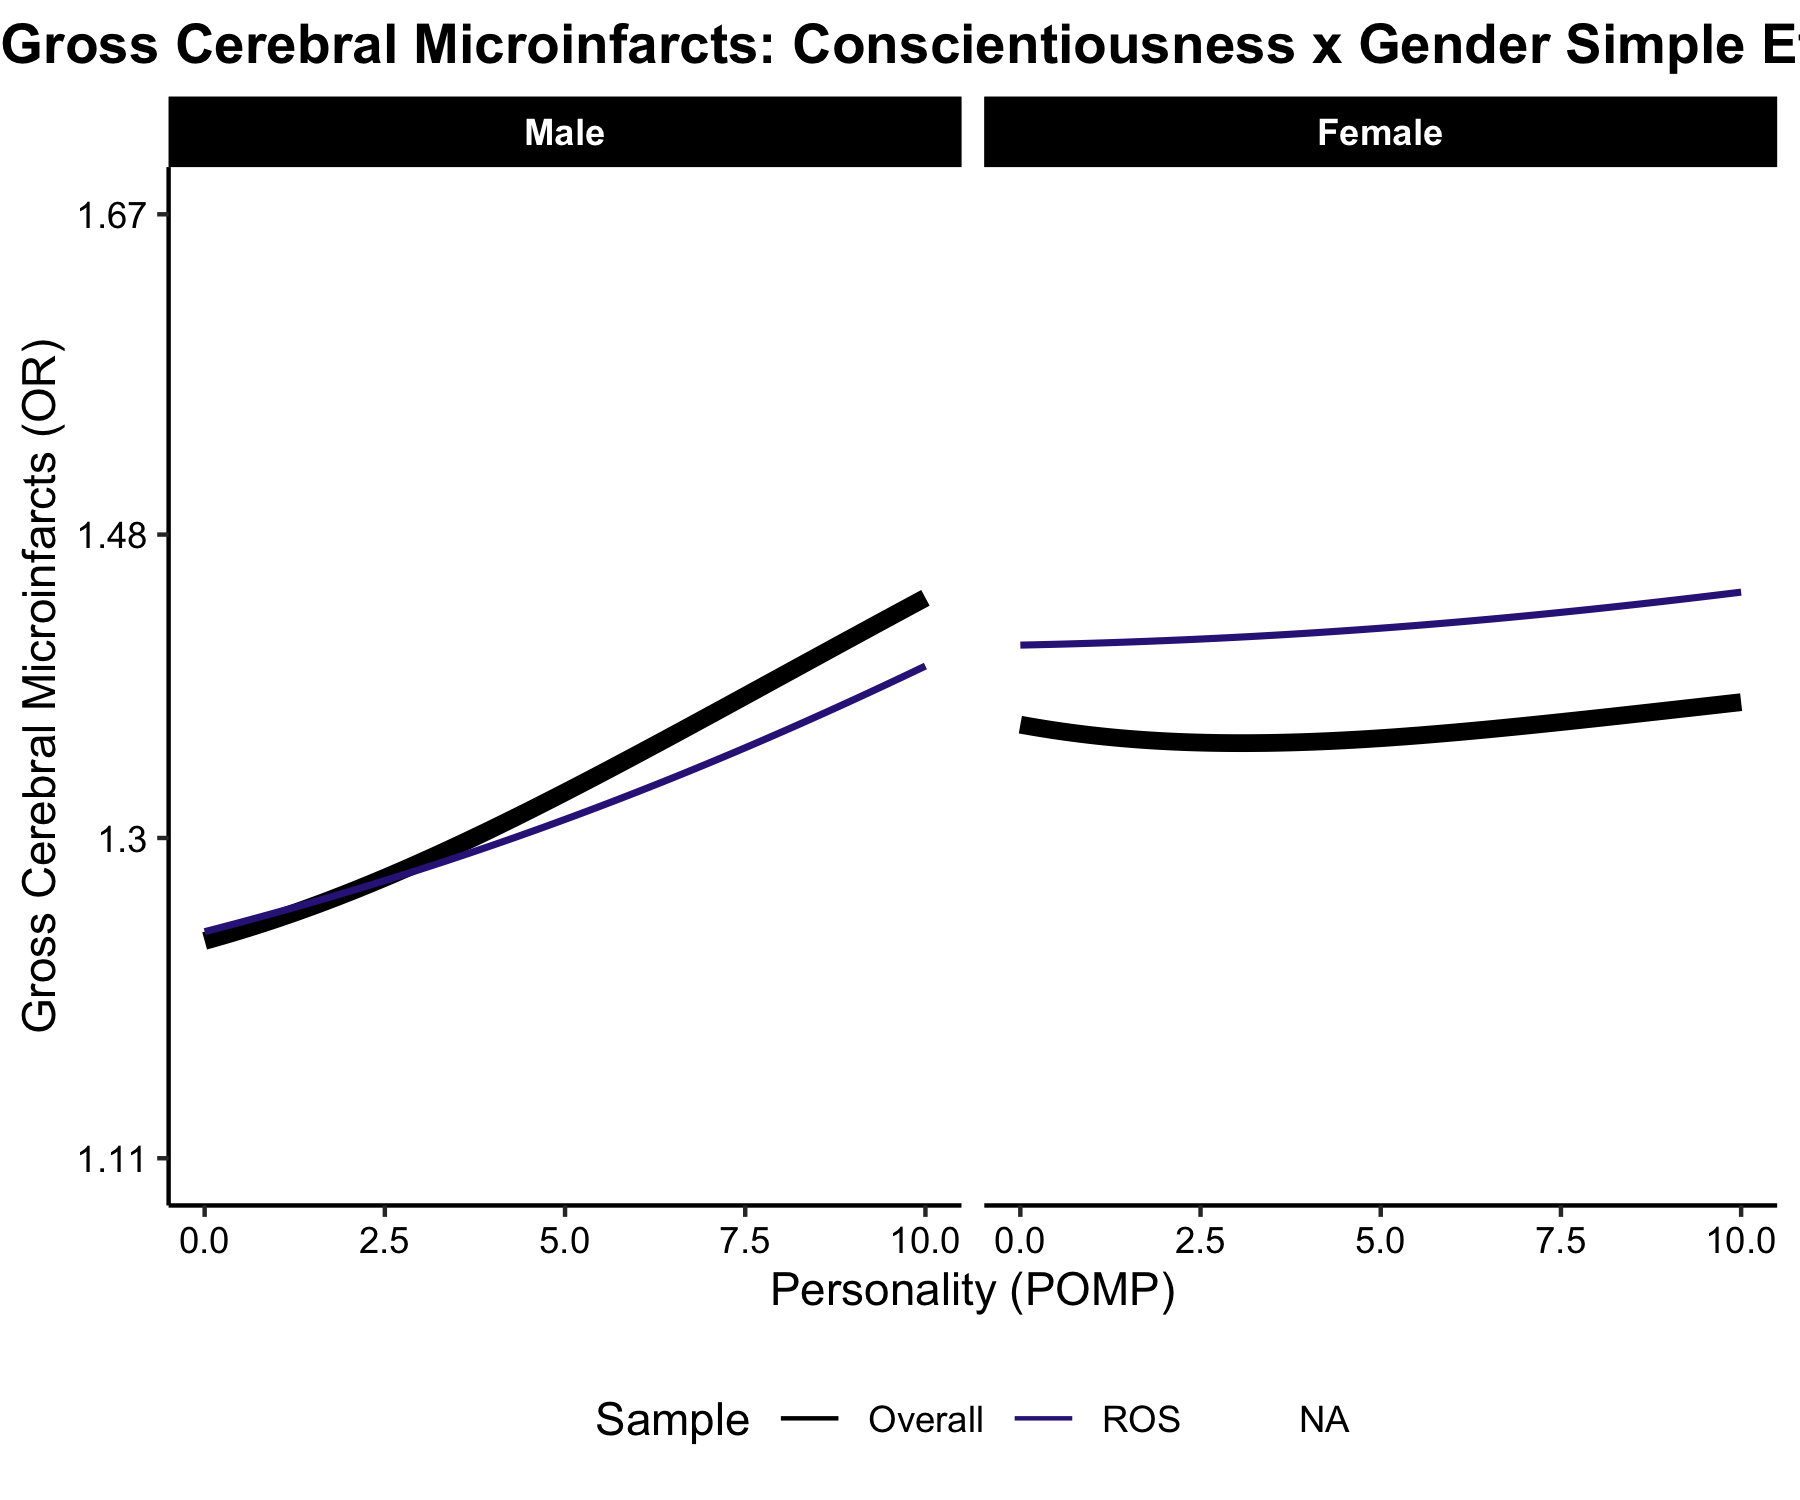 Gross Cerebral Microinfarcts: Conscientiousness x Gender Simple
Male Female
Gross Cerebral Microinfarcts (OR)
1.67
1.48
1.3
1.11
0.0 2.5 5.0 7.5 10.0 0.0 2.5 5.0 7.5 10.0
Personality (POMP)
Sample Overall ROS NA